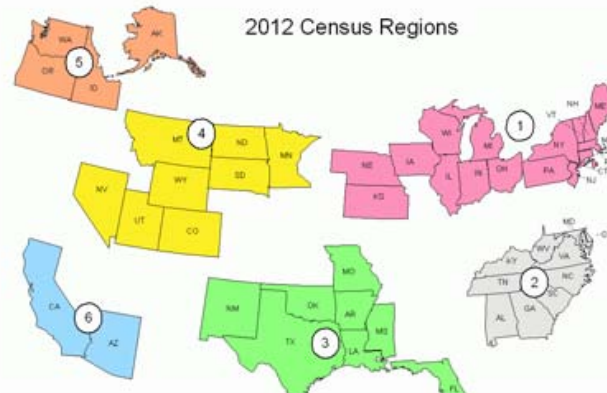 2012 Census Regions
WA
AK
5
OR
ID
4
MT
ND
MN
WY
SD
NV
UT
CO
1
NH
ME
VT
WI
MI
NY
NE
IA
IL
OH
PA
NJ
CT
KS
MD
WV
KY
VA
TN
2
NC
SC
AL
GA
CA
6
AZ
MO
NM
OK
AR
TX
3
MS
LA
FL